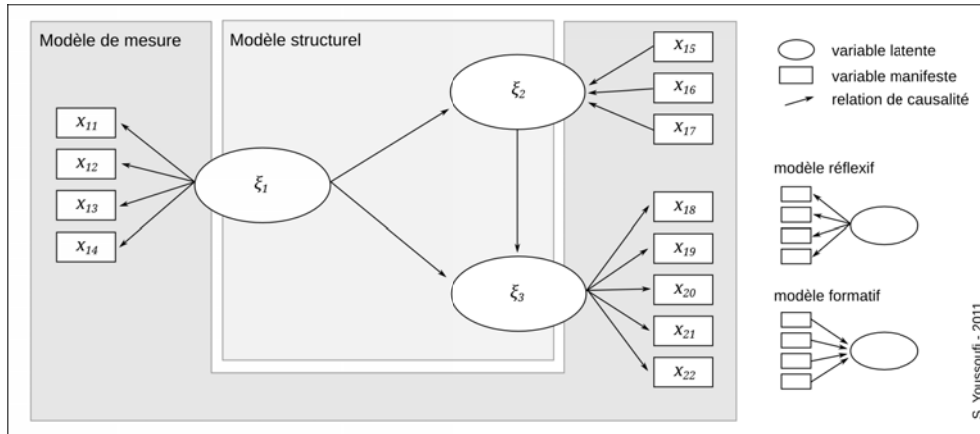 Modèle de mesure
Modèle structurel
x11
x12
x13
x14
ξ1
ξ2
ξ3
x15
x16
x17
x18
x19
x20
x21
x22
variable latente
variable manifeste
relation de causalité
modèle réflexif
modèle formatif
S. Youssoufi - 2011